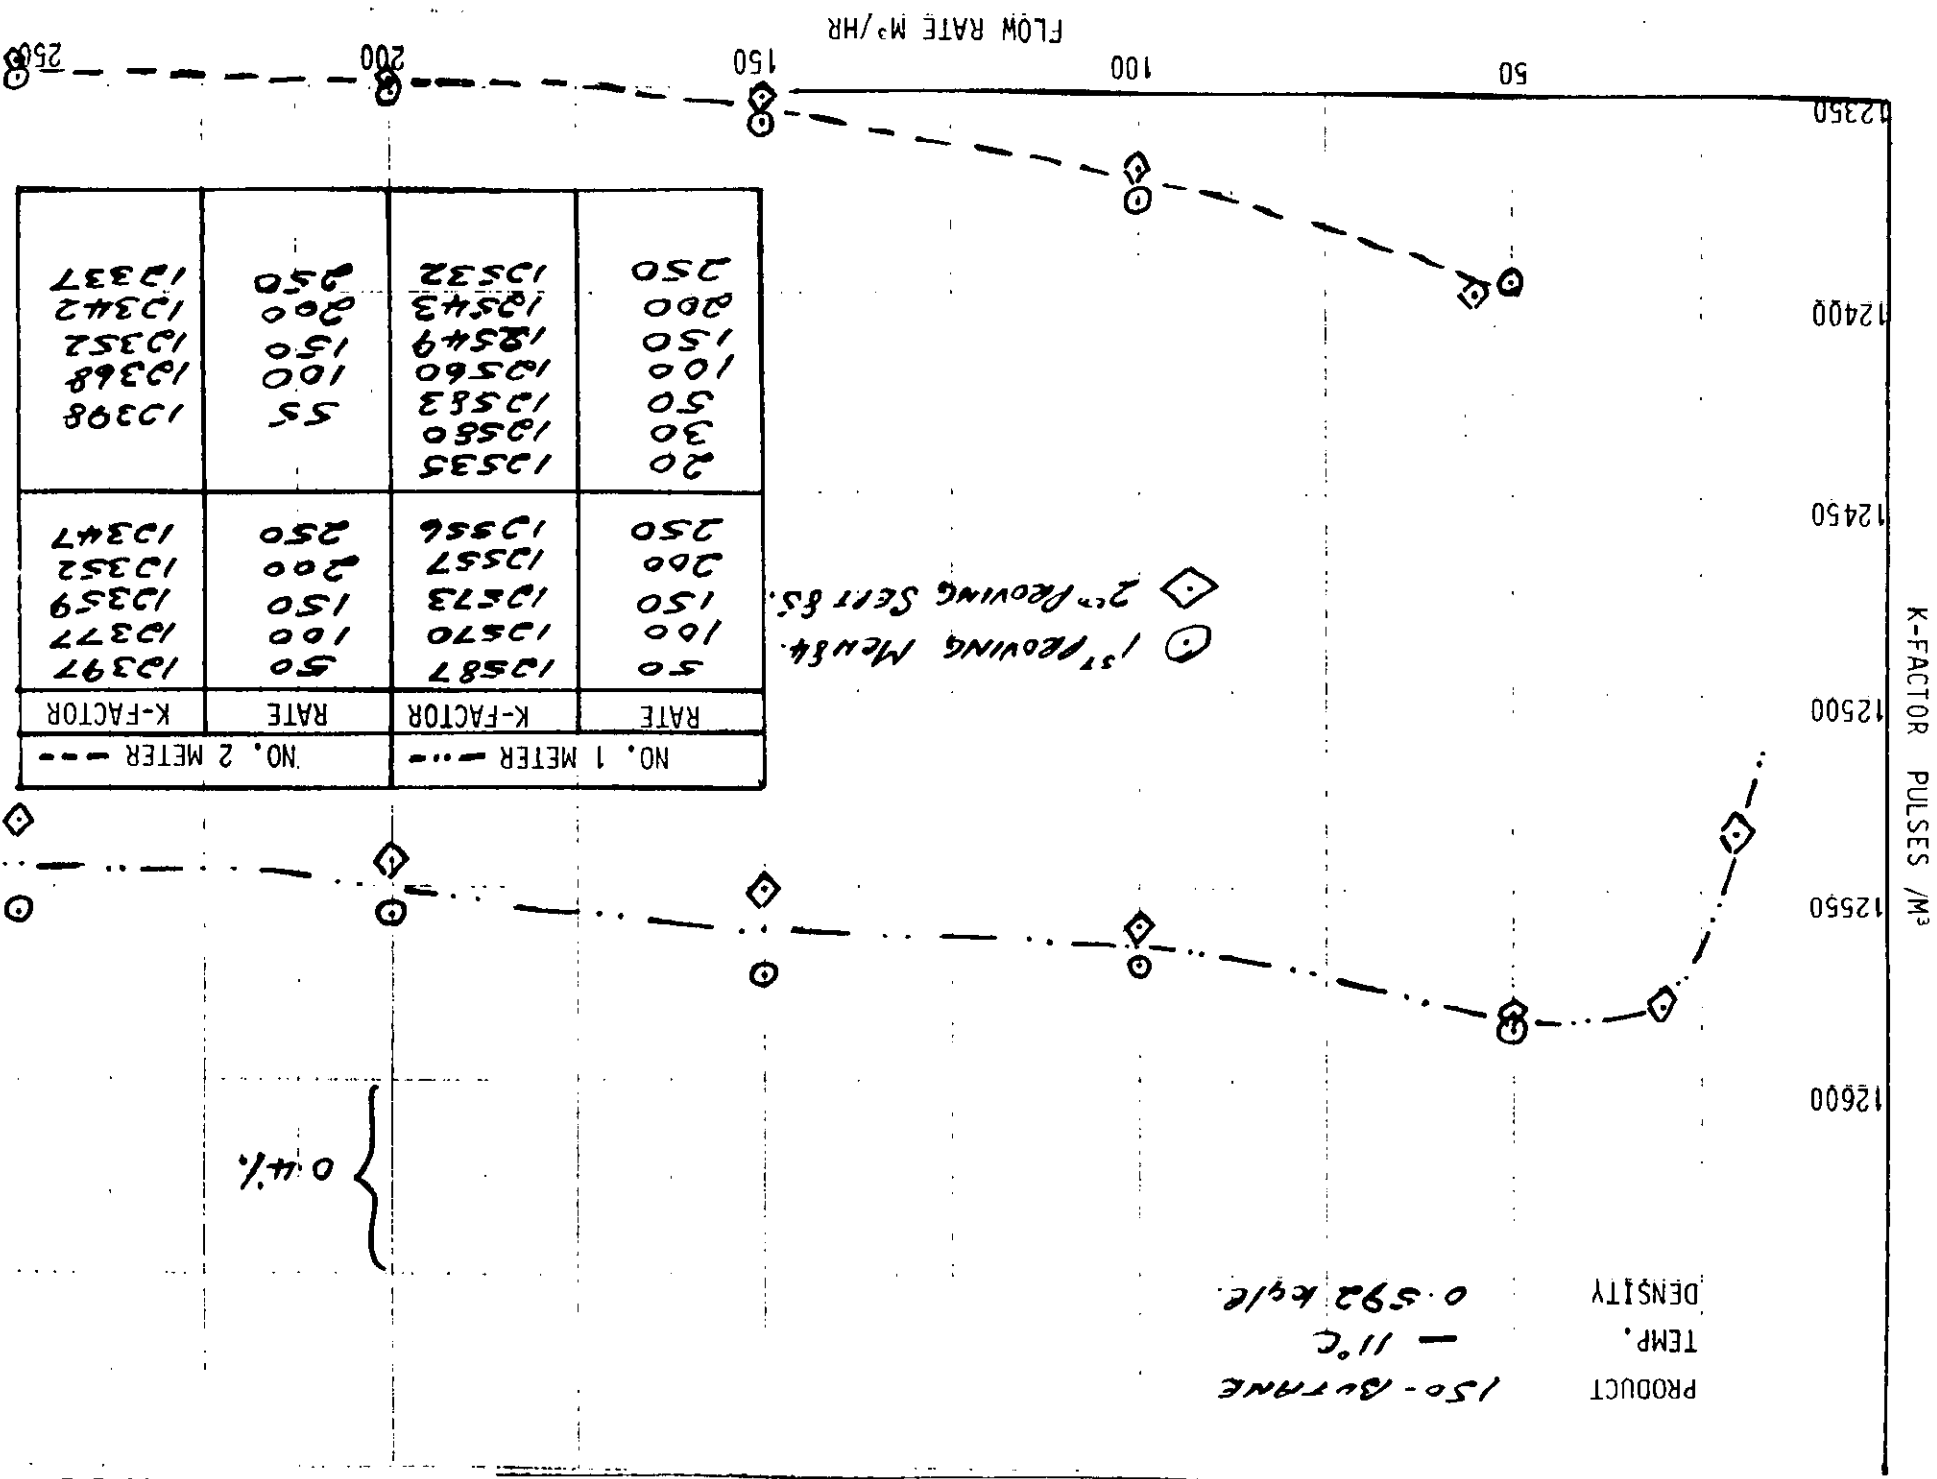 PRODUCT ISO-BUTANE
TEMP. - 11°C
DENSITY 0.592 kg/l.
0.4%
K-FACTOR PULSES /M³
12600
12550
12500
12450
12400
12350
NO. 1 METER NO. 2 METER
RATE K-FACTOR RATE K-FACTOR
50 12587 50 12397
100 12570 100 12377
150 12573 150 12359
200 12557 200 12352
250 12556 250 12347
20 12535
30 12580
50 12583 55 12398
100 12560 100 12368
150 12549 150 12352
200 12543 200 12342
250 12532 250 12337
1ST PROVING 84.
2ND PROVING SEPT 85.
50 100 150 200 250
FLOW RATE M³/HR